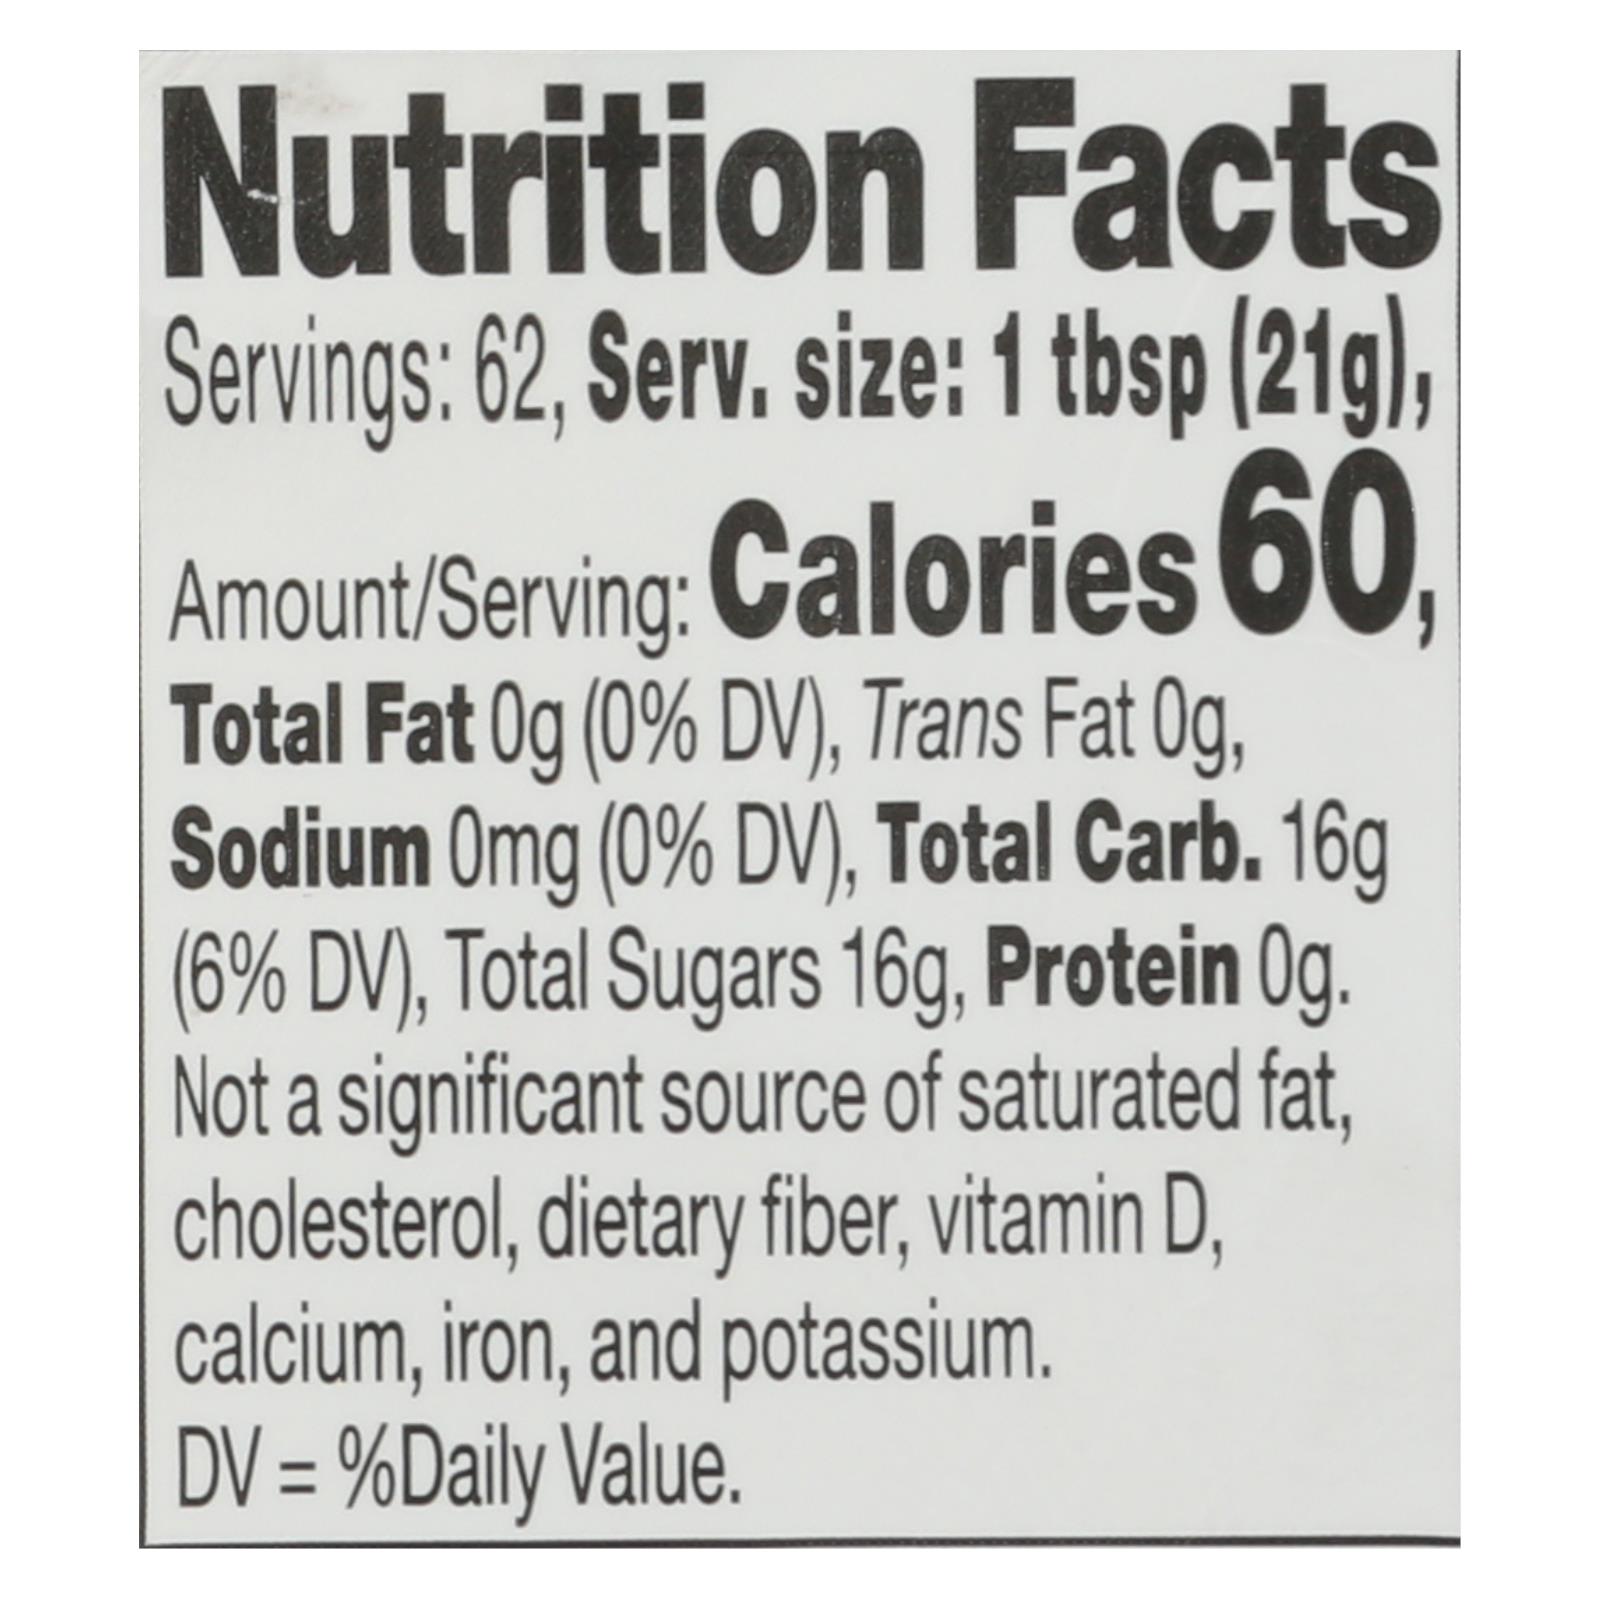 Nutrition Facts
Servings: 62, Serv. size: 1 tbsp (21g),
Amount/Serving: Calories 60,
Total Fat 0g (0% DV), Trans Fat 0g,
Sodium 0mg (0% DV), Total Carb. 16g
(6% DV), Total Sugars 16g, Protein 0g.
Not a significant source of saturated fat,
cholesterol, dietary fiber, vitamin D,
calcium, iron, and potassium.
DV = %Daily Value.